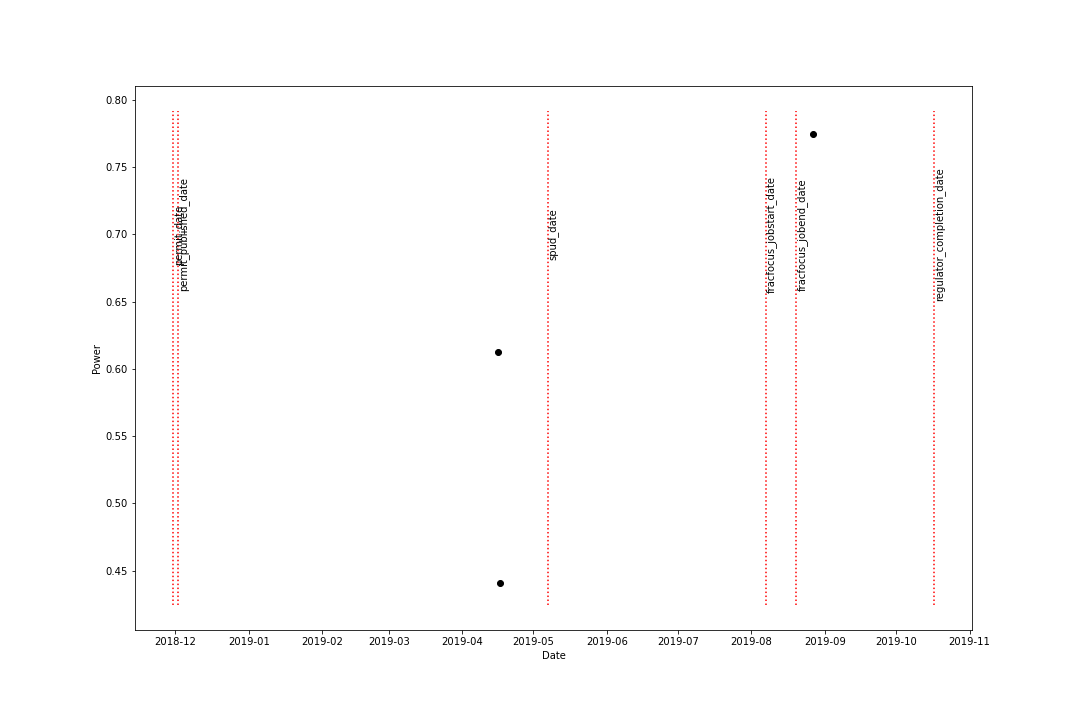 0.80
0.75
0.70
0.65
0.60
0.55
0.50
0.45
Power
permit_date
permit_published_date
spud_date
fracfocus_jobstart_date
fracfocus_jobend_date
regulator_completion_date
2018-12 2019-01 2019-02 2019-03 2019-04 2019-05 2019-06 2019-07 2019-08 2019-09 2019-10 2019-11
Date